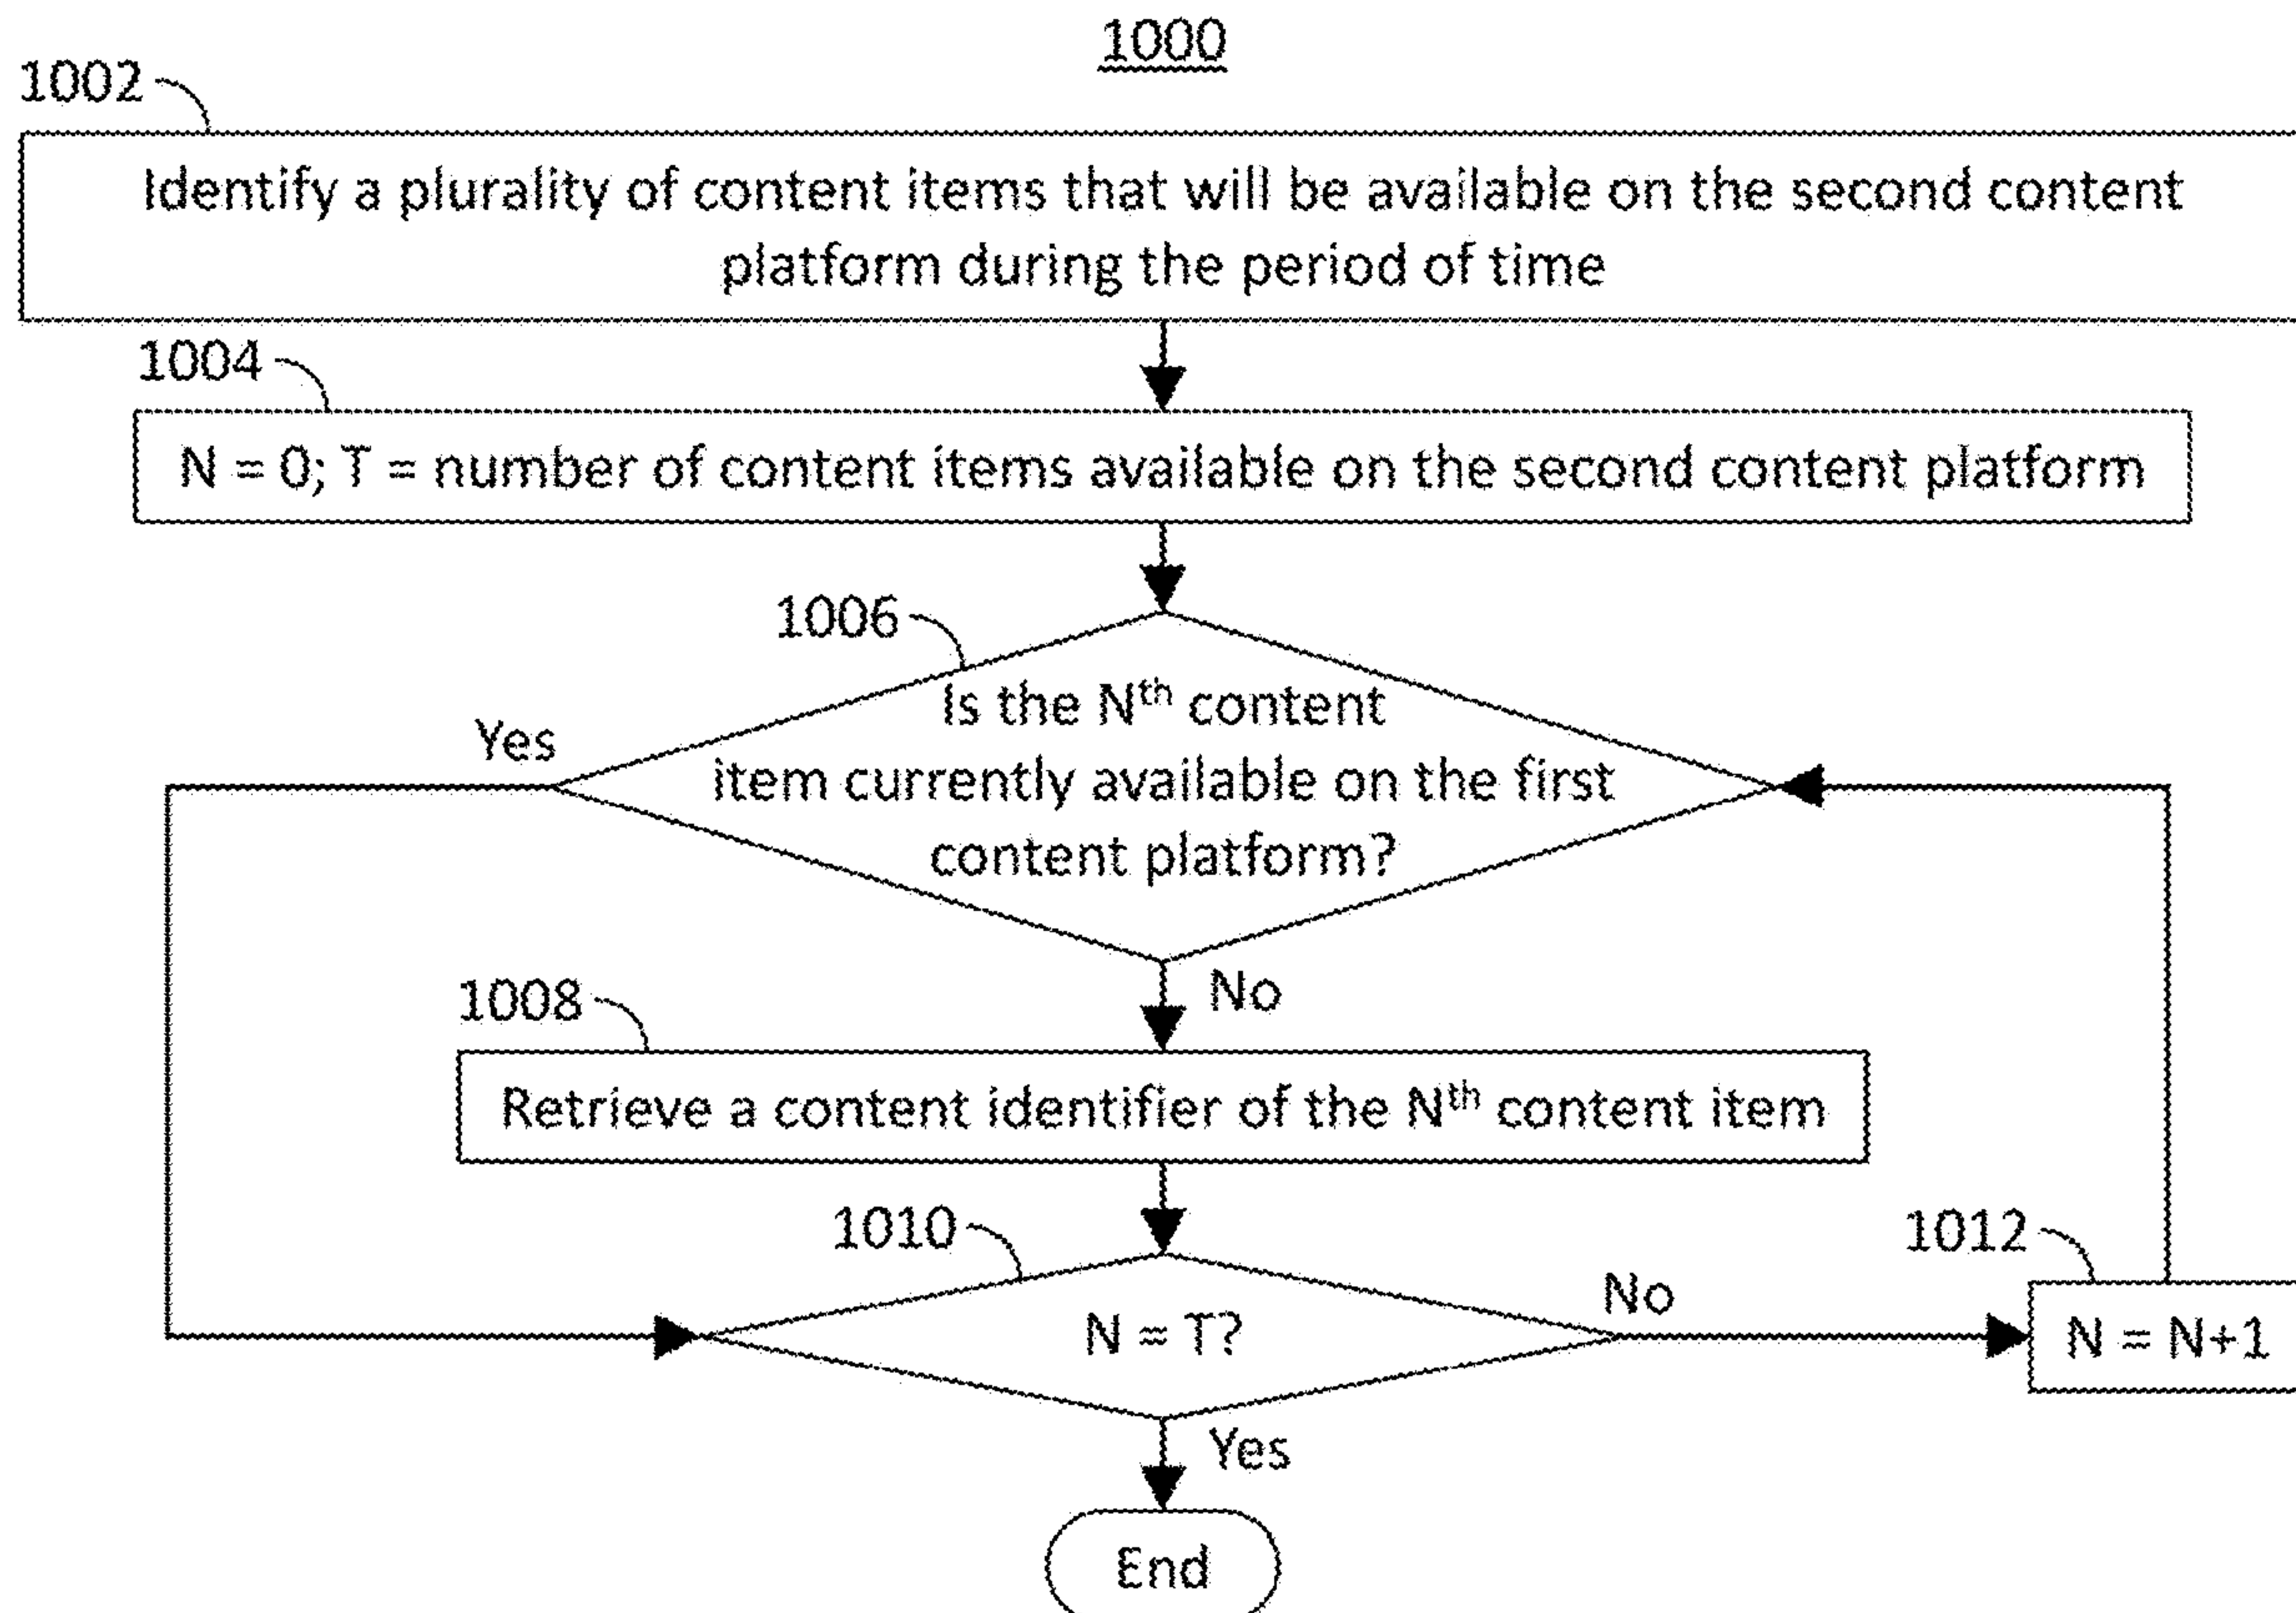 1000
1002
Identify a plurality of content items that will be available on the second content
platform during the period of time
1004
N = 0; T = number of content items available on the second content platform
1006
Is the Nth content
item currently available on the first
content platform?
Yes
No
1008
Retrieve a content identifier of the Nth content item
1010
N = T?
No
1012
N = N+1
Yes
End